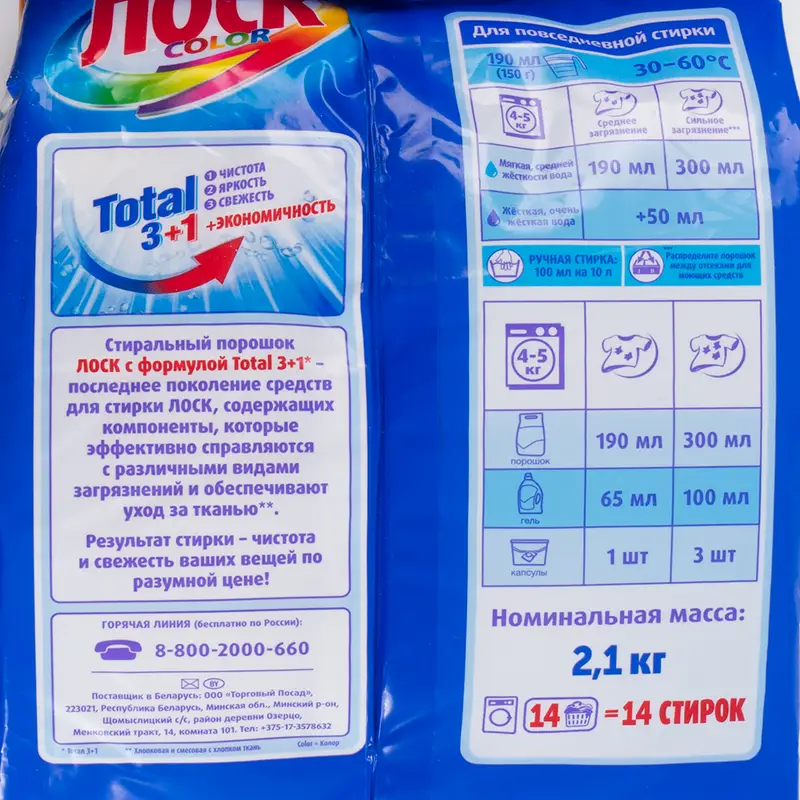 ЛОСК
COLOR
Total
3+1
1 ЧИСТОТА
2 ЯРКОСТЬ
3 СВЕЖЕСТЬ
+ЭКОНОМИЧНОСТЬ
Стиральный порошок
ЛОСК с формулой Total 3+1* –
последнее поколение средств
для стирки ЛОСК, содержащих
компоненты, которые
эффективно справляются
с различными видами
загрязнений и обеспечивают
уход за тканью**.
Результат стирки – чистота
и свежесть ваших вещей по
разумной цене!
ГОРЯЧАЯ ЛИНИЯ (бесплатно по России):
8-800-2000-660
BY
Поставщик в Беларусь: ООО «Торговый Посад»,
223021, Республика Беларусь, Минская обл., Минский р-он,
Щомыслицкий с/с, район деревни Озерцо,
Меньковский тракт, 14, комната 101. Тел: +375-17-3578632
* Total 3+1 ** Хлопковая и смесовая с хлопком ткань Color = Колор
Для повседневной стирки
190 мл
(150 г)
30–60°C
4-5
кг
Среднее
загрязнение
Сильное
загрязнение***
Мягкая, средней
жёсткости вода
190 мл
300 мл
Жёсткая, очень
жёсткая вода
+50 мл
РУЧНАЯ СТИРКА:
100 мл на 10 л
***
Распределите порошок
между отсеками для
моющих средств
4-5
кг
порошок
190 мл
300 мл
гель
65 мл
100 мл
капсулы
1 шт
3 шт
Номинальная масса:
2,1 кг
14 = 14 СТИРОК